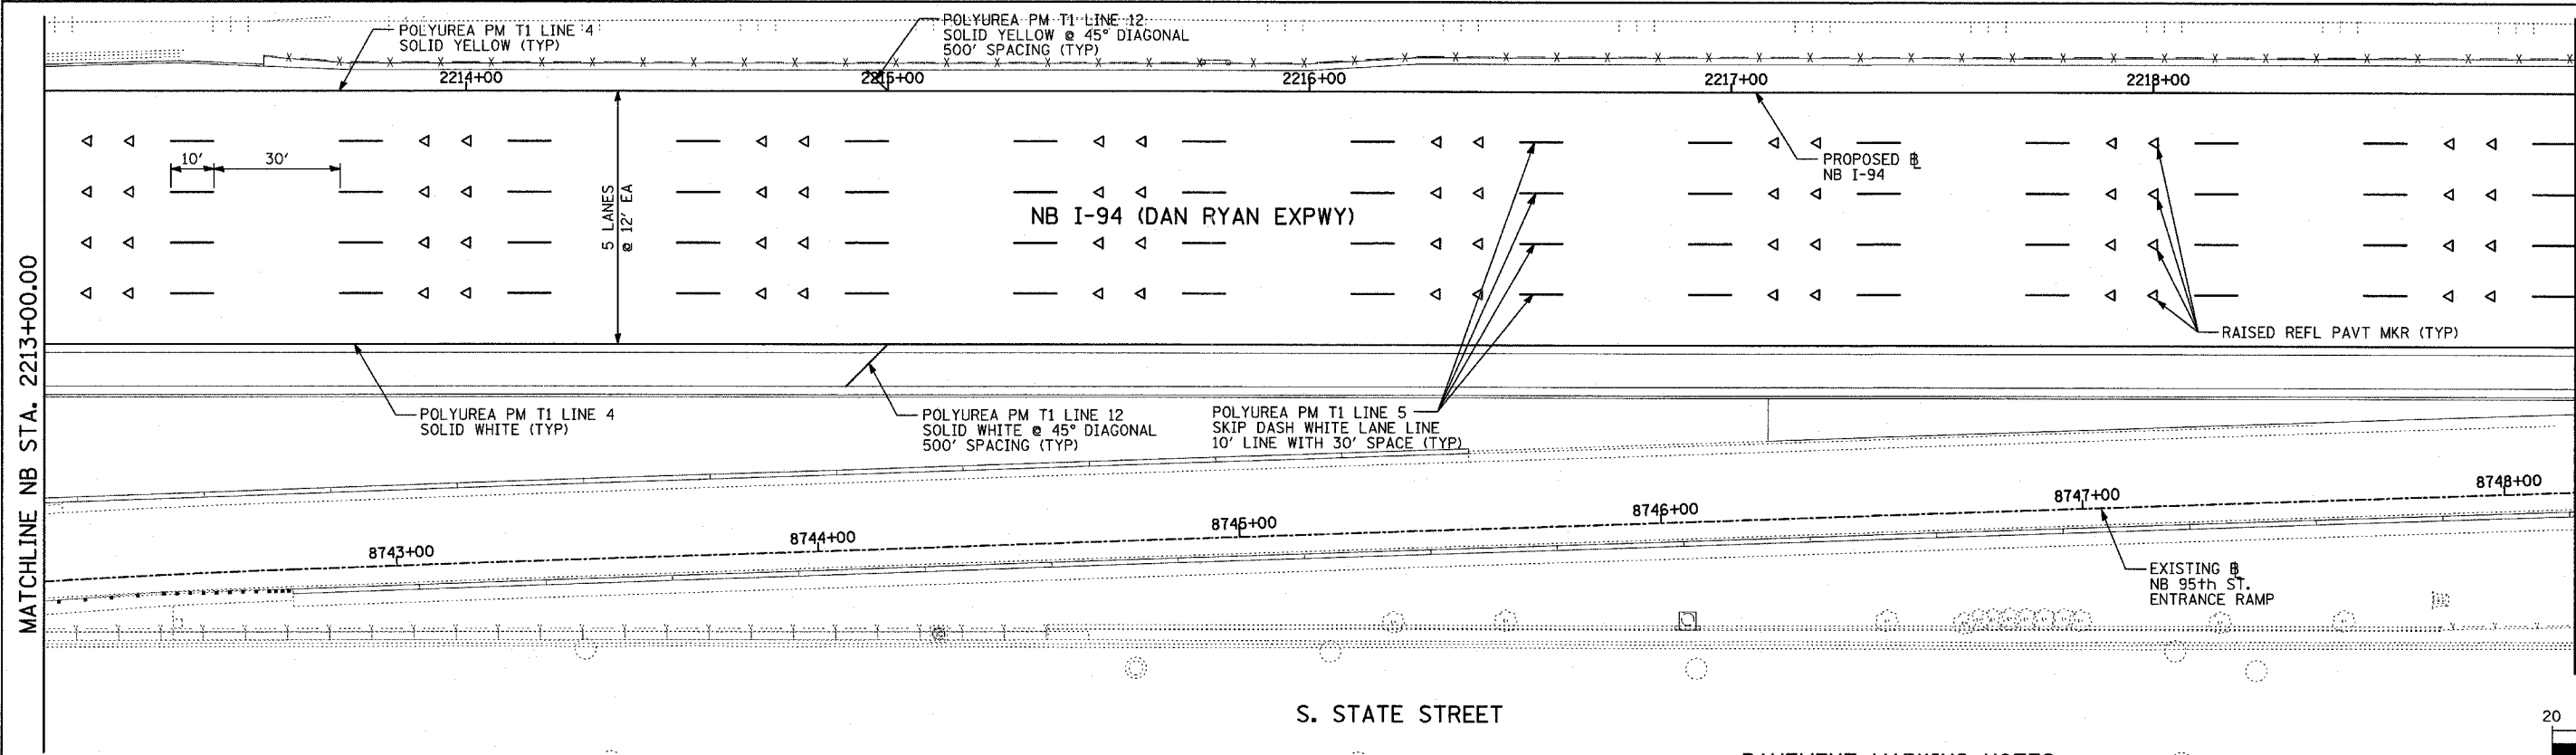 POLYUREA PM T1 LINE 4
SOLID YELLOW (TYP)
POLYUREA PM T1 LINE 12
SOLID YELLOW @ 45° DIAGONAL
500' SPACING (TYP)
2214+00
2215+00
2216+00
2217+00
2218+00
10'
30'
5 LANES
@ 12' EA
NB I-94 (DAN RYAN EXPWY)
PROPOSED ℄
NB I-94
RAISED REFL PAVT MKR (TYP)
MATCHLINE NB STA. 2213+00.00
POLYUREA PM T1 LINE 4
SOLID WHITE (TYP)
POLYUREA PM T1 LINE 12
SOLID WHITE @ 45° DIAGONAL
500' SPACING (TYP)
POLYUREA PM T1 LINE 5
SKIP DASH WHITE LANE LINE
10' LINE WITH 30' SPACE (TYP)
8743+00
8744+00
8745+00
8746+00
8747+00
8748+00
EXISTING ℄
NB 95th ST.
ENTRANCE RAMP
S. STATE STREET
20
PAVEMENT MARKING NOTES